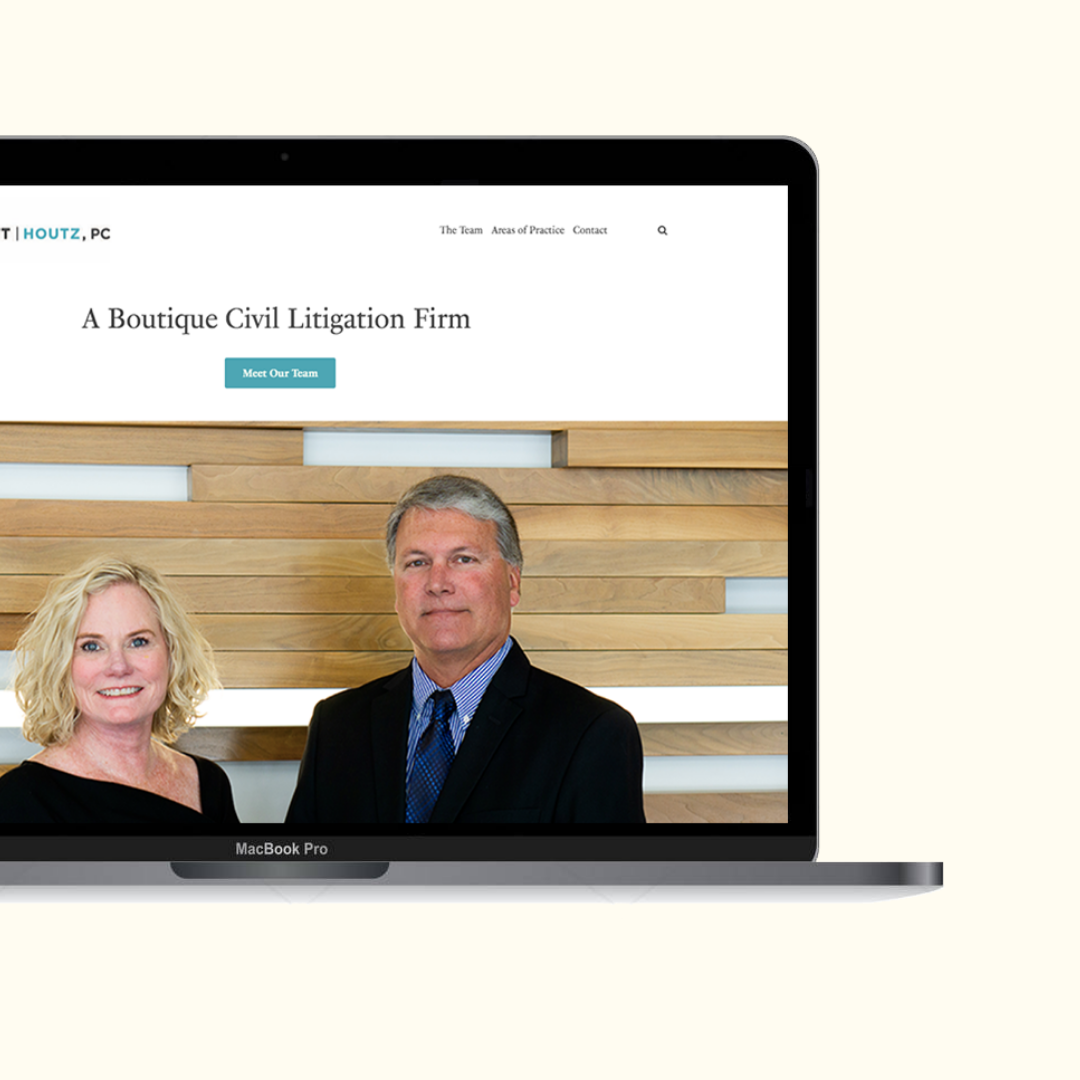 T | HOUTZ, PC
The Team Areas of Practice Contact
A Boutique Civil Litigation Firm
Meet Our Team
MacBook Pro